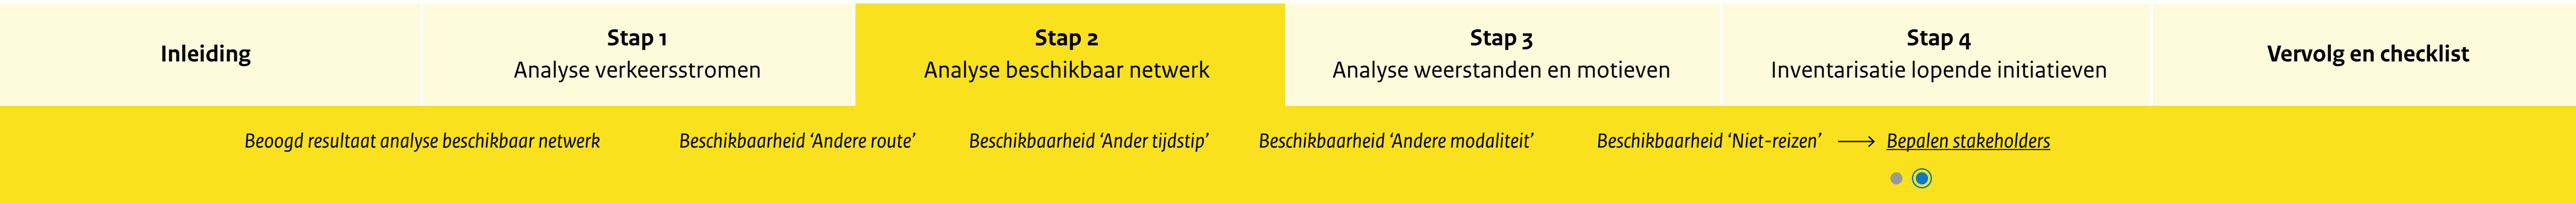 Inleiding
Stap 1
Analyse verkeersstromen
Stap 2
Analyse beschikbaar netwerk
Stap 3
Analyse weerstanden en motieven
Stap 4
Inventarisatie lopende initiatieven
Vervolg en checklist
Beoogd resultaat analyse beschikbaar netwerk
Beschikbaarheid ‘Andere route’
Beschikbaarheid ‘Ander tijdstip’
Beschikbaarheid ‘Andere modaliteit’
Beschikbaarheid ‘Niet-reizen’
Bepalen stakeholders